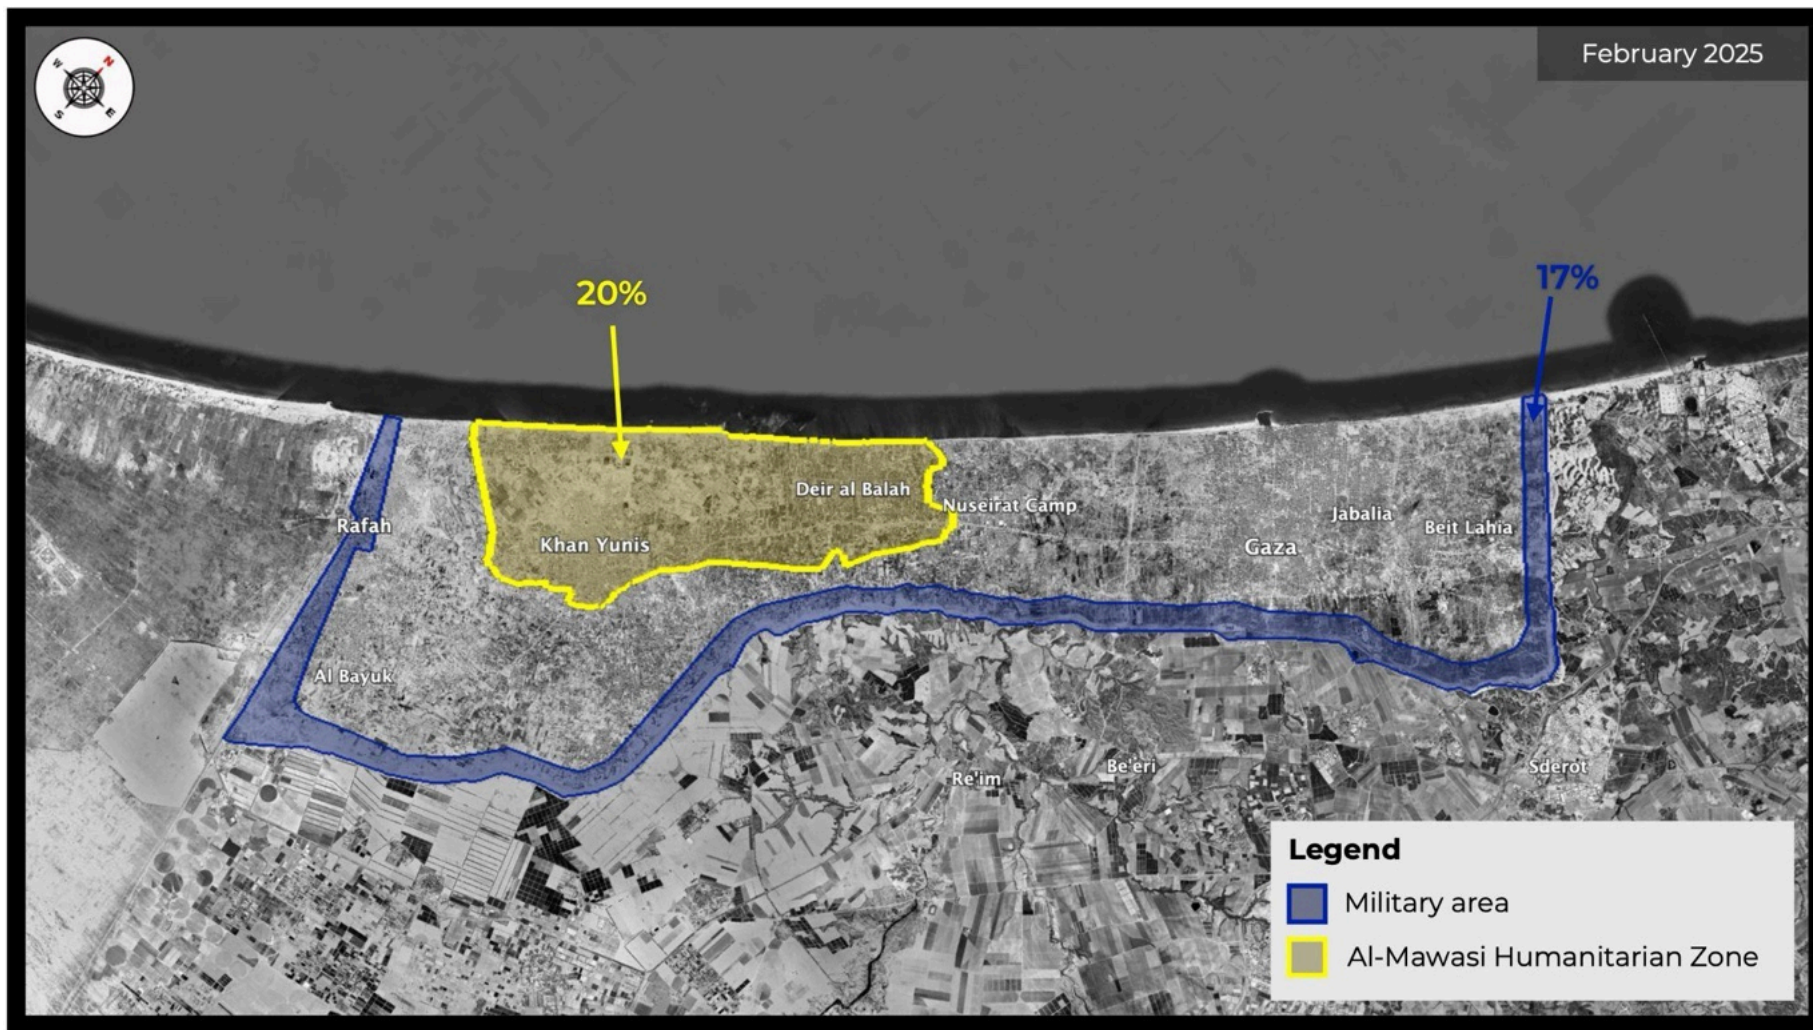 February 2025
W
N
S
E
20%
17%
Deir al Balah
Nuseirat Camp
Jabalia
Rafah
Beit Lahia
Khan Yunis
Gaza
Al Bayuk
Re'im
Be'eri
Sderot
Legend
Military area
Al-Mawasi Humanitarian Zone